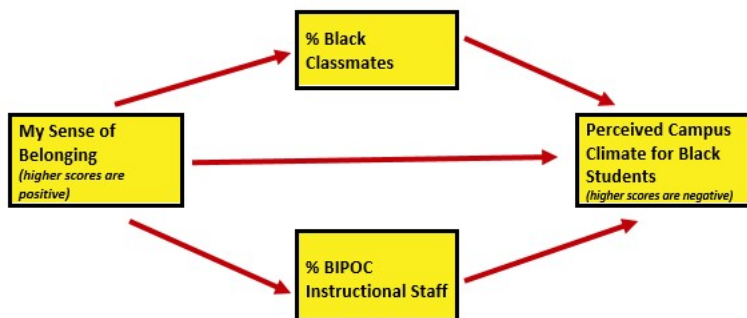 % Black
Classmates
My Sense of
Belonging
(higher scores are
positive)
Perceived Campus
Climate for Black
Students
(higher scores are negative)
% BIPOC
Instructional Staff